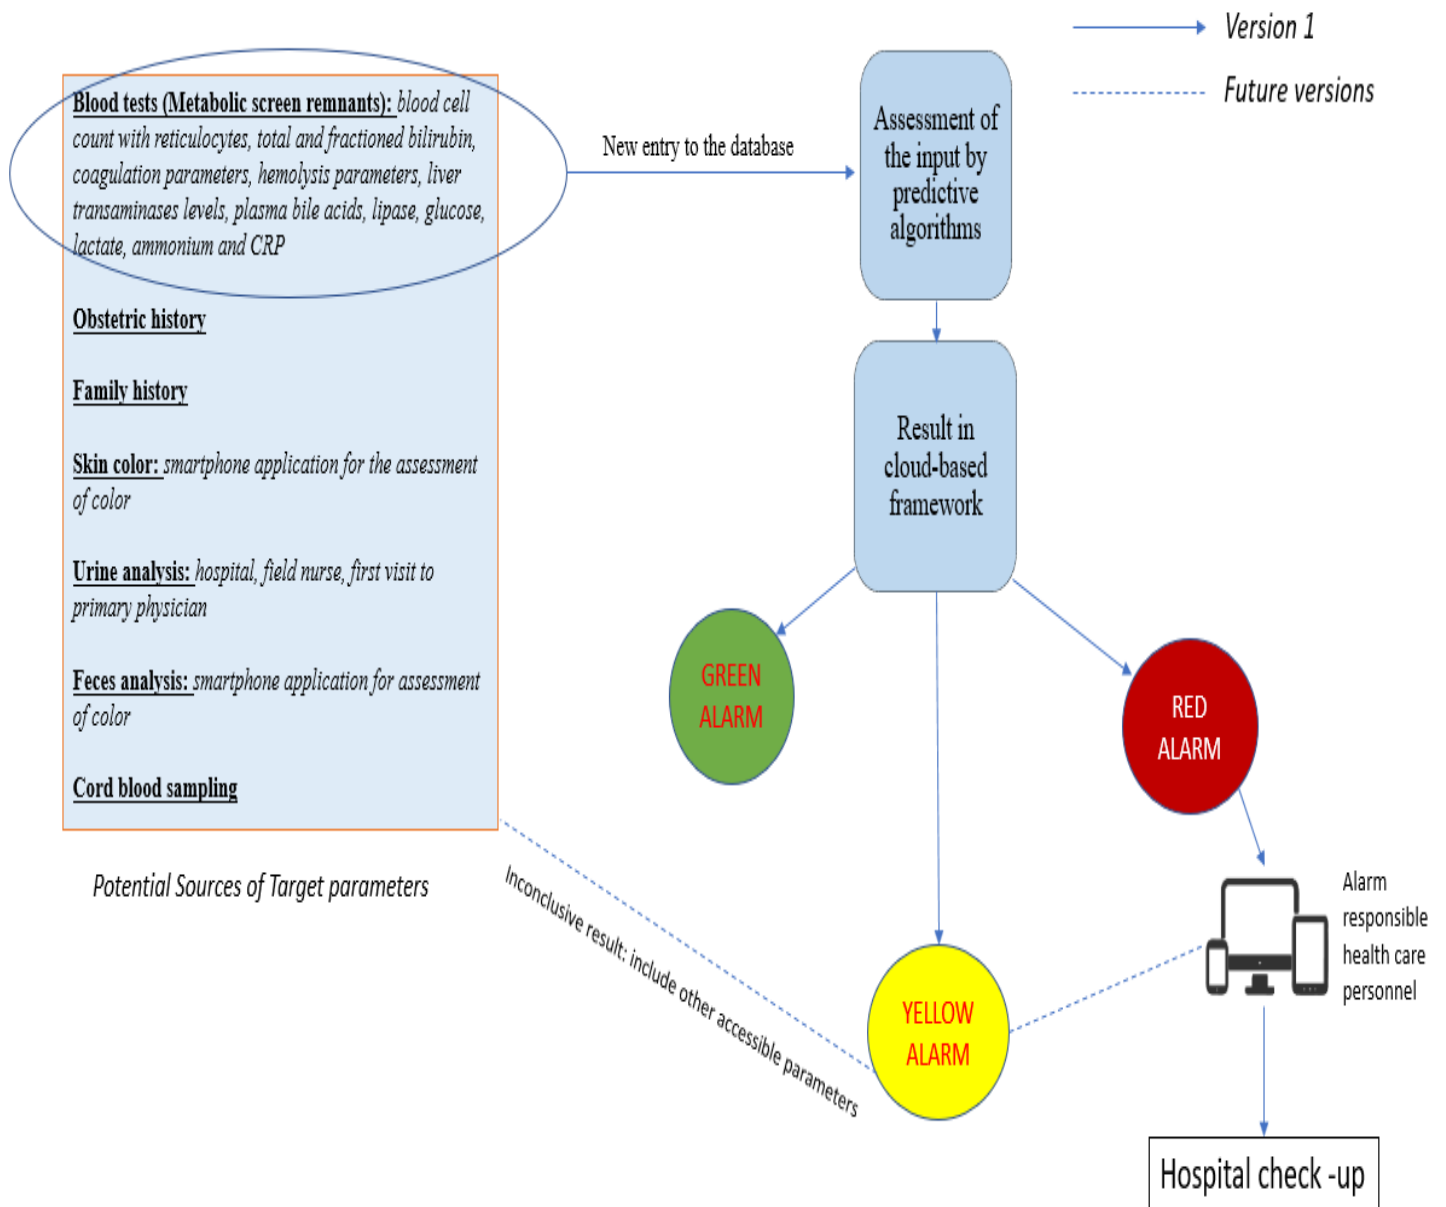 Version 1
Future versions
Blood tests (Metabolic screen remnants): blood cell
count with reticulocytes, total and fractioned bilirubin,
coagulation parameters, hemolysis parameters, liver
transaminases levels, plasma bile acids, lipase, glucose,
lactate, ammonium and CRP
Obstetric history
Family history
Skin color: smartphone application for the assessment
of color
Urine analysis: hospital, field nurse, first visit to
primary physician
Feces analysis: smartphone application for assessment
of color
Cord blood sampling
Potential Sources of Target parameters
New entry to the database
Assessment of
the input by
predictive
algorithms
Result in
cloud-based
framework
GREEN
ALARM
RED
ALARM
YELLOW
ALARM
Inconclusive result: include other accessible parameters
Alarm
responsible
health care
personnel
Hospital check -up